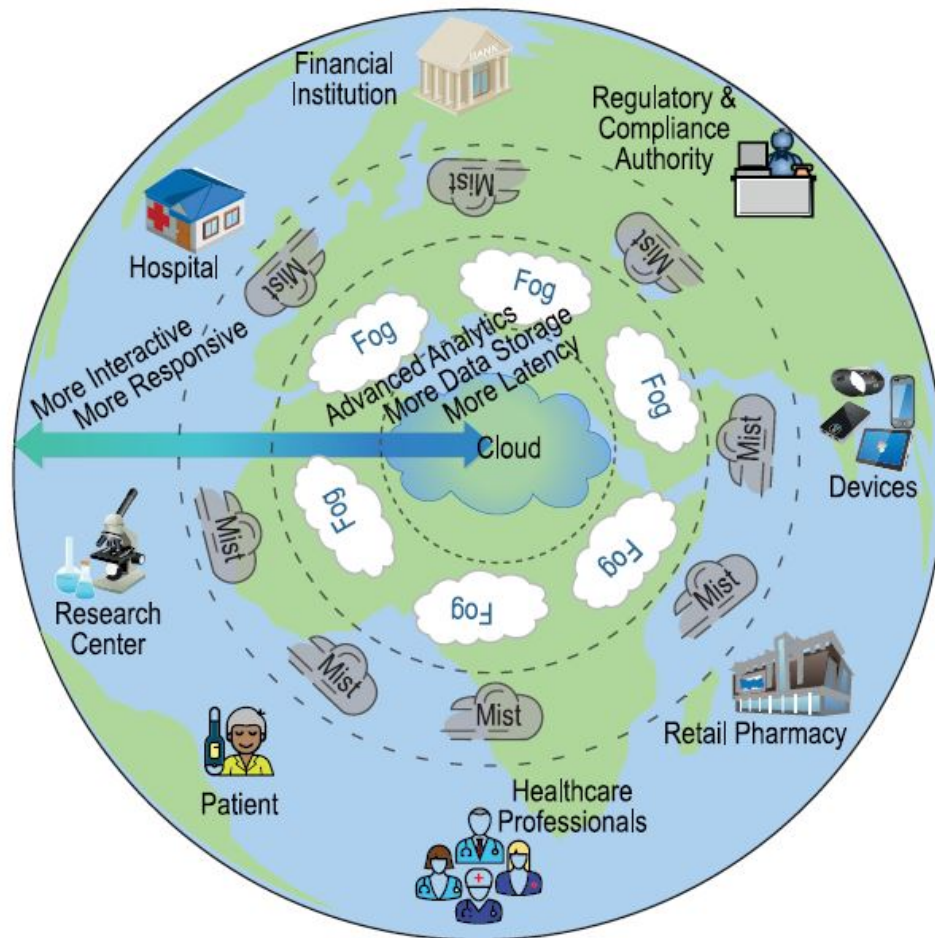 Financial
Institution
BANK
Regulatory &
Compliance
Authority
Mist
Mist
Mist
Hospital
Fog
Fog
Fog
More Interactive
More Responsive
Advanced Analytics
More Data Storage
More Latency
Cloud
Mist
Devices
Fog
Fog
Fog
Mist
Mist
Research
Center
Mist
Mist
Retail Pharmacy
Patient
Healthcare
Professionals